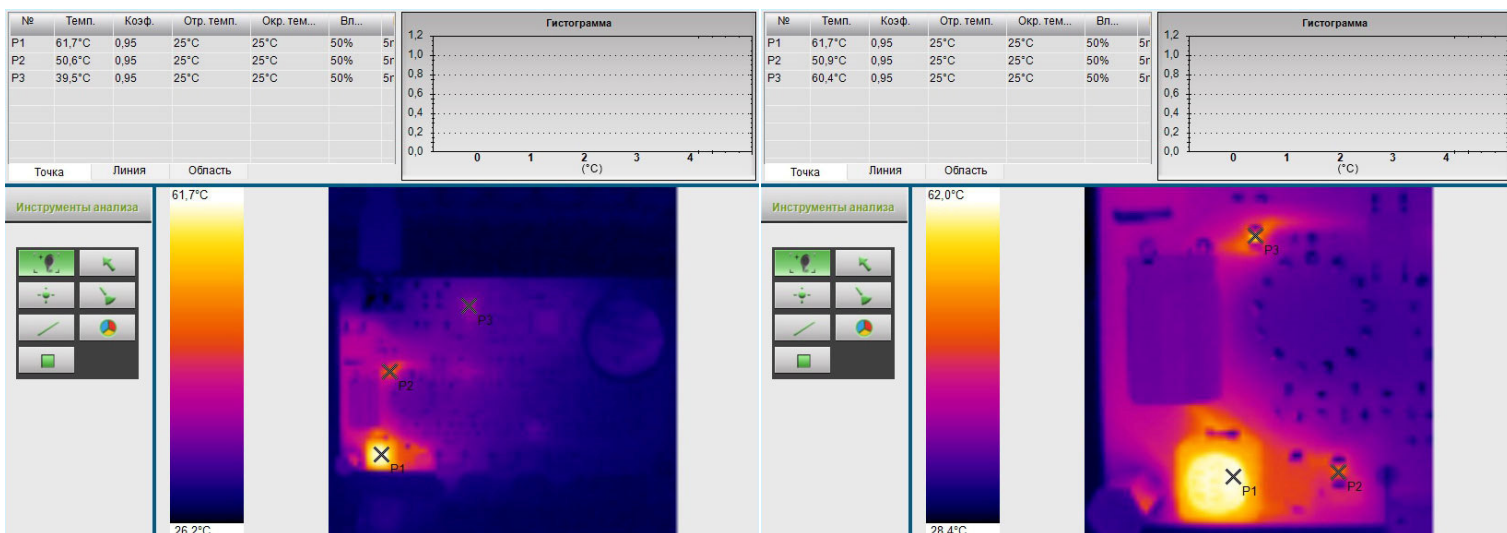 № Темп. Коэф. Отр. темп. Окр. тем... Вл...
P1 61,7°C 0,95 25°C 25°C 50%
P2 50,6°C 0,95 25°C 25°C 50%
P3 39,5°C 0,95 25°C 25°C 50%
Точка Линия Область
Гистограмма
1,2
1,0
0,8
0,6
0,4
0,2
0,0
0 1 2 3 4
(°C)
Инструменты анализа
61,7°C
26,2°C
P3
P2
P1
№ Темп. Коэф. Отр. темп. Окр. тем... Вл...
P1 61,7°C 0,95 25°C 25°C 50%
P2 50,9°C 0,95 25°C 25°C 50%
P3 60,4°C 0,95 25°C 25°C 50%
Точка Линия Область
Гистограмма
1,2
1,0
0,8
0,6
0,4
0,2
0,0
0 1 2 3 4
(°C)
Инструменты анализа
62,0°C
28,4°C
P3
P1
P2